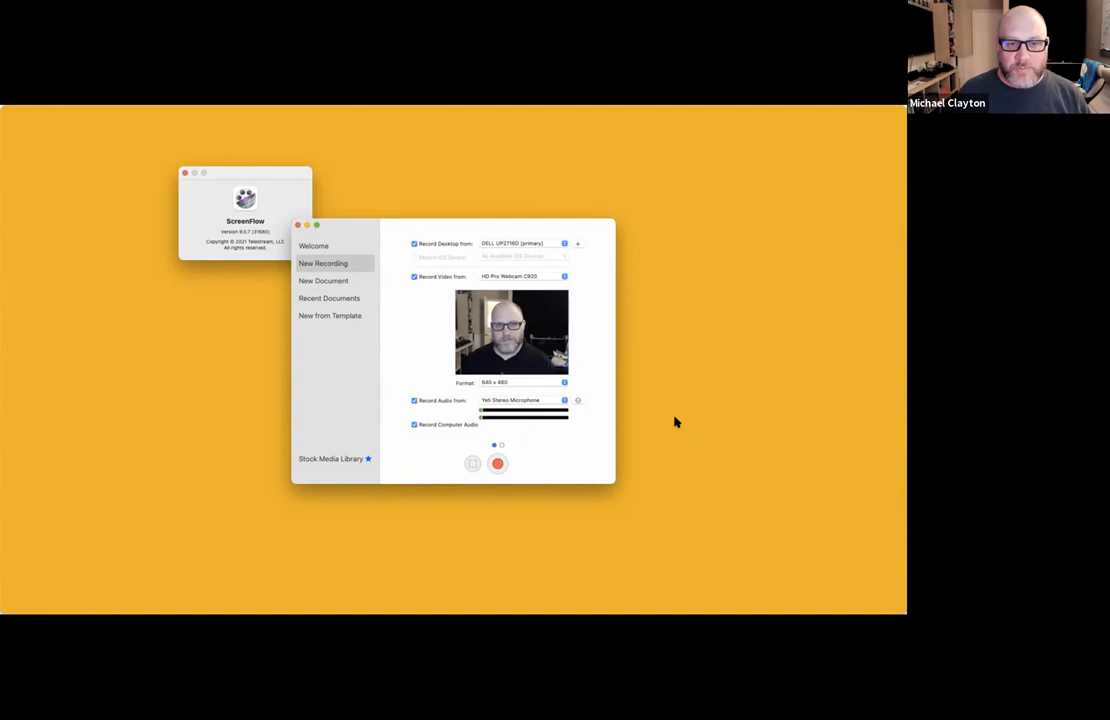 Michael Clayton
ScreenFlow
Version 9.0.7 (31680)
Copyright © 2021 Telestream, LLC
All rights reserved.
Welcome
New Recording
New Document
Recent Documents
New from Template
Stock Media Library
Record Desktop from: DELL UP2716D [primary]
Record iOS Device: No Available iOS Devices
Record Video from: HD Pro Webcam C920
Format: 640 x 480
Record Audio from: Yeti Stereo Microphone
Record Computer Audio